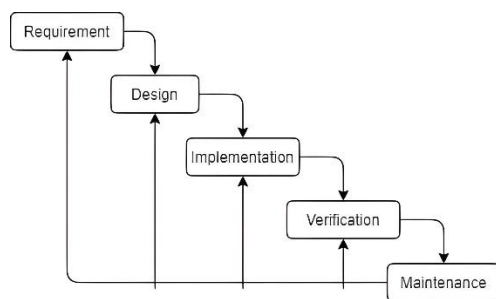 Requirement
Design
Implementation
Verification
Maintenance